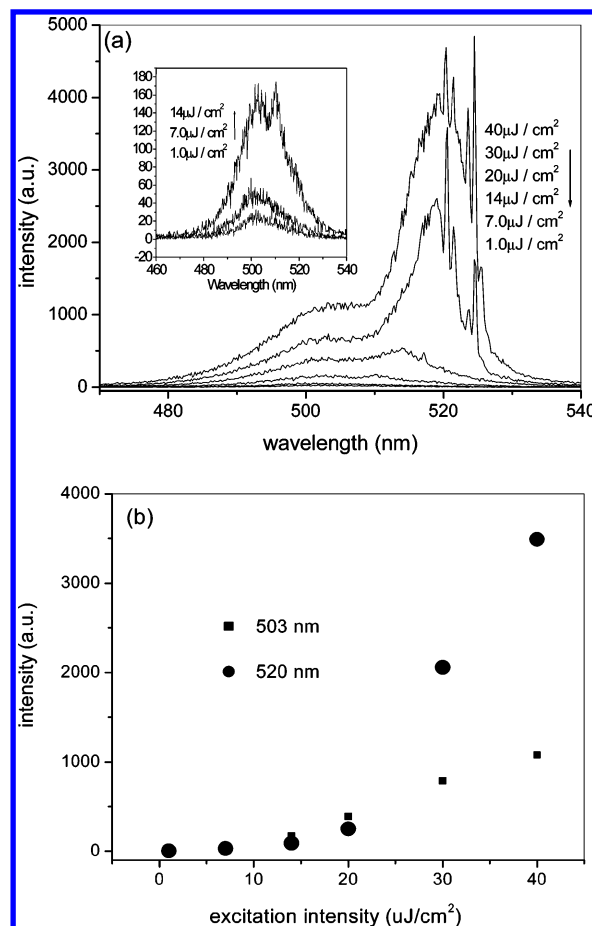 (a)
5000
4000
3000
2000
1000
0
intensity (a.u.)
480
500
520
540
wavelength (nm)
180
160
140
120
100
80
60
40
20
0
-20
460
480
500
520
540
Wavelength (nm)
14μJ / cm²
7.0μJ / cm²
1.0μJ / cm²
40μJ / cm²
30μJ / cm²
20μJ / cm²
14μJ / cm²
7.0μJ / cm²
1.0μJ / cm²
(b)
4000
3000
2000
1000
0
intensity (a.u.)
503 nm
520 nm
0
10
20
30
40
excitation intensity (uJ/cm²)